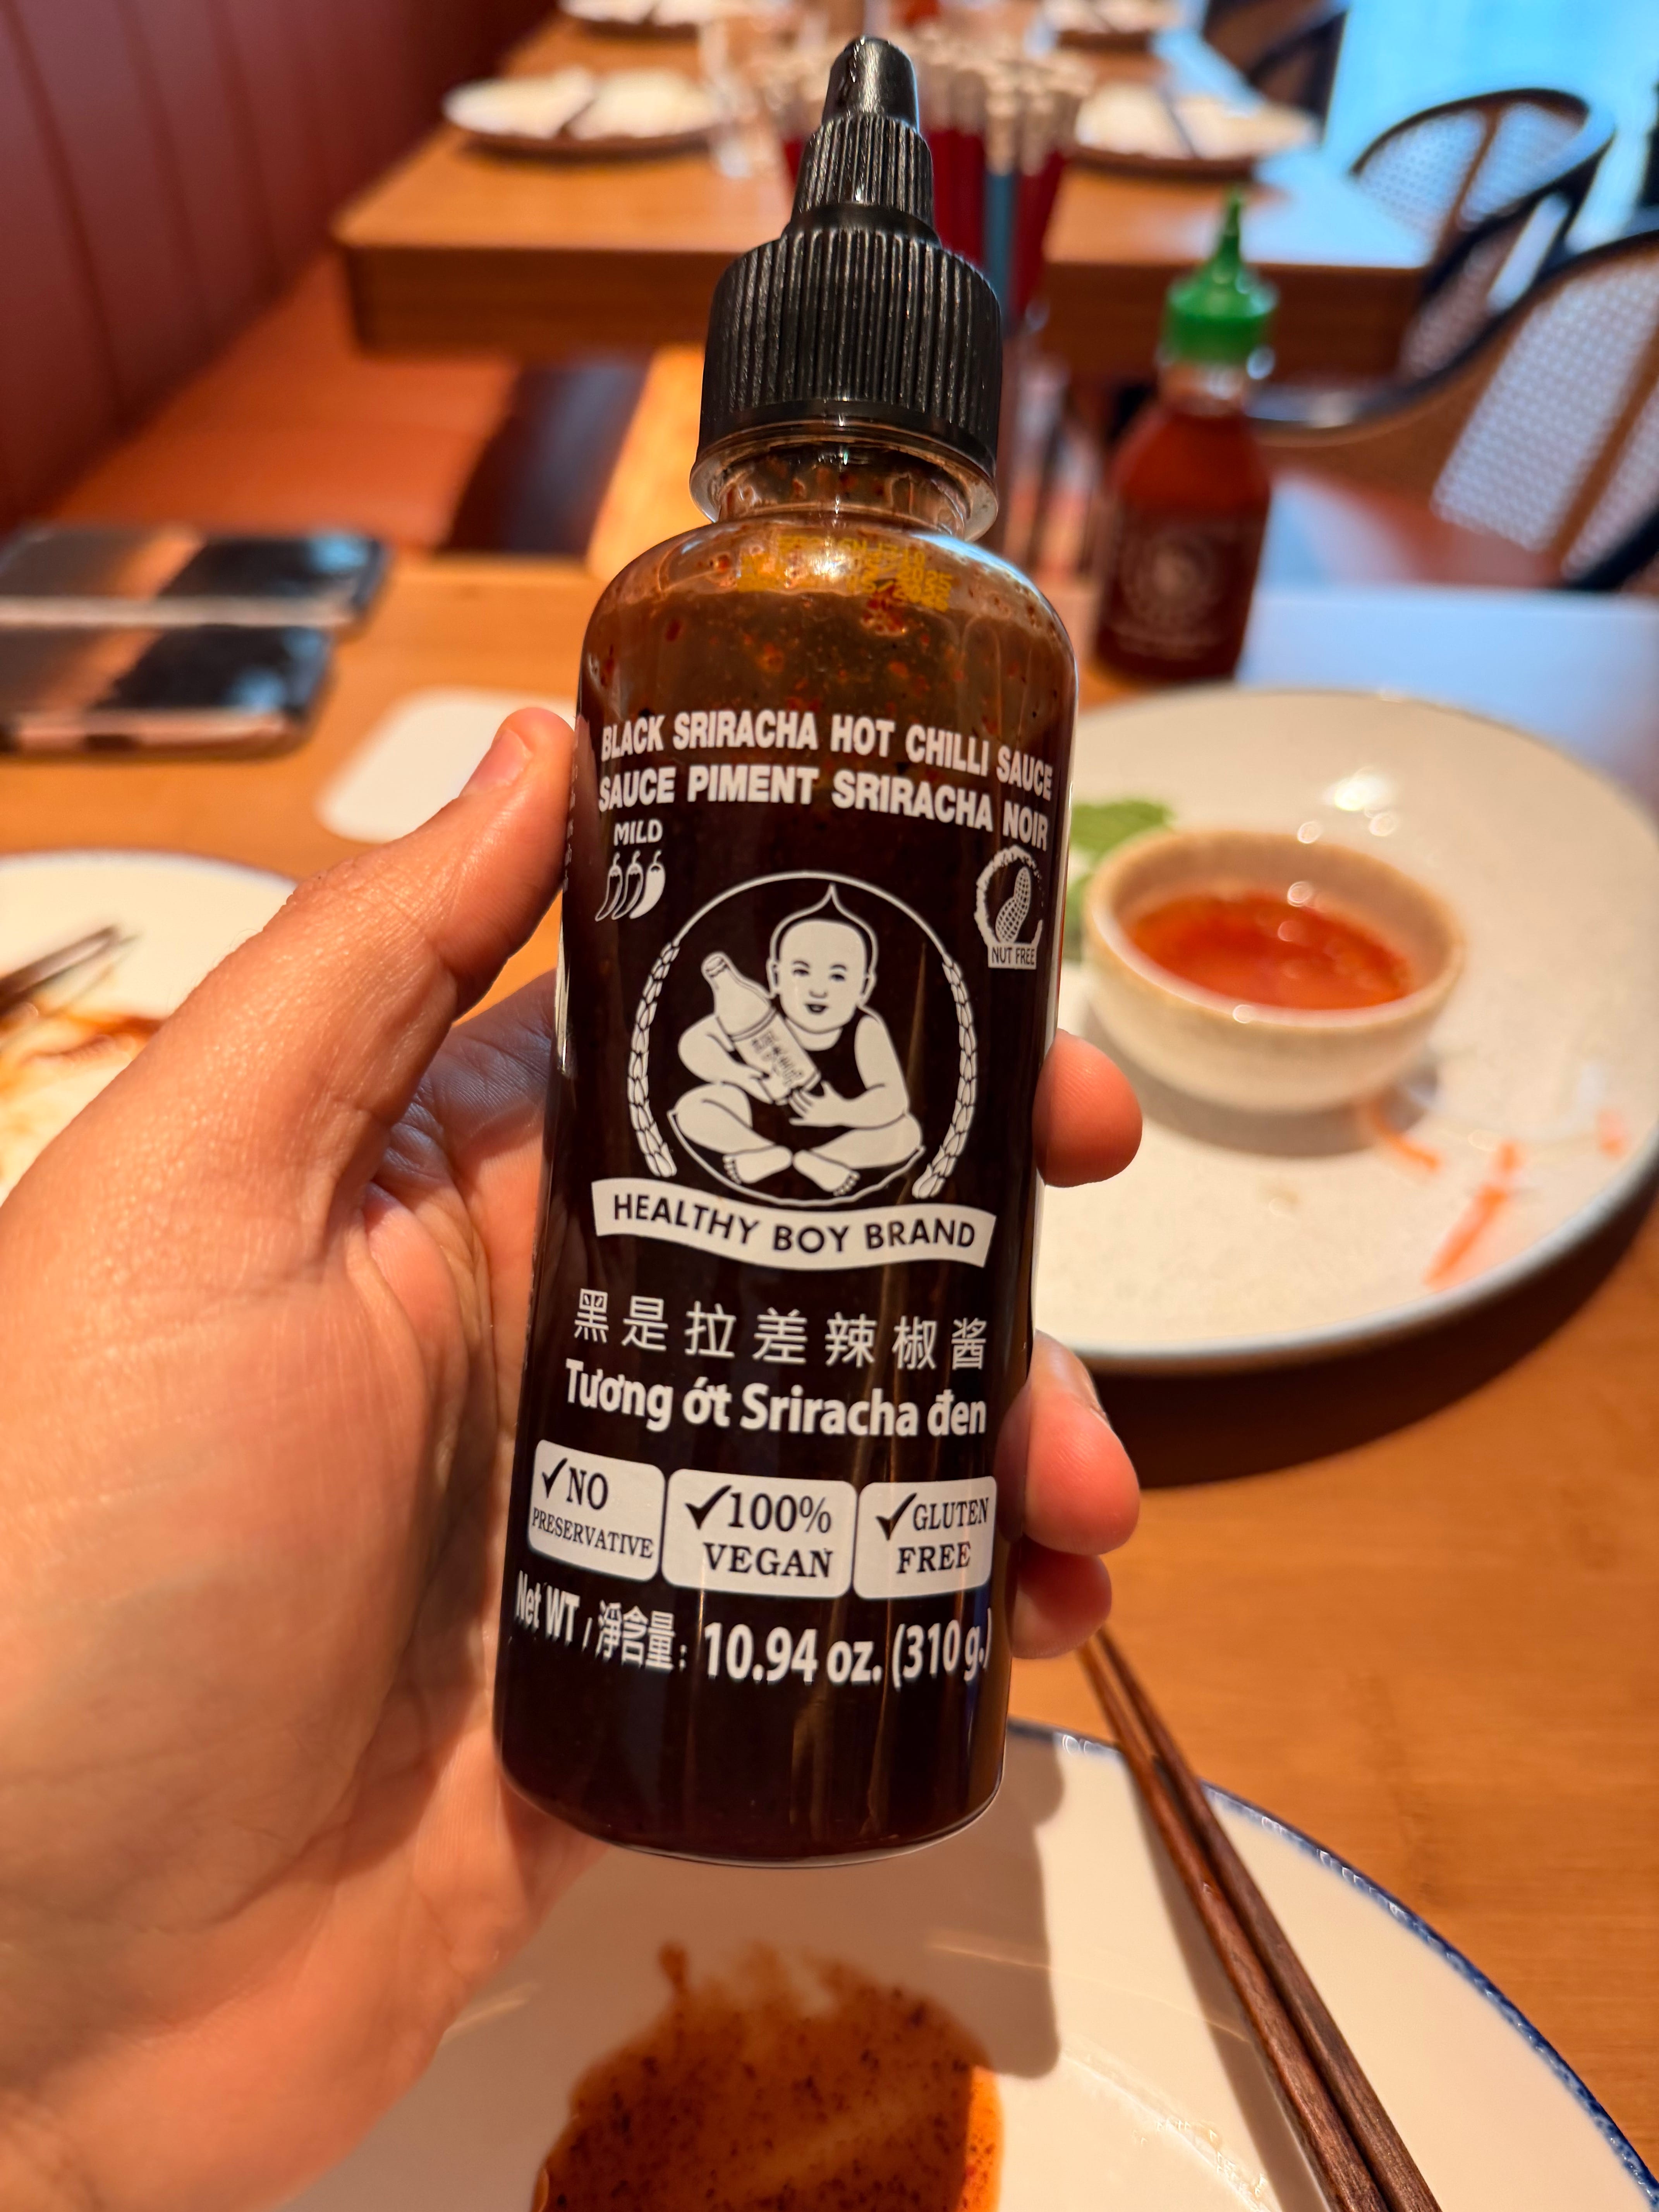 BLACK SRIRACHA HOT CHILLI SAUCE
SAUCE PIMENT SRIRACHA NOIR
MILD
NUT FREE
HEALTHY BOY BRAND
黑是拉差辣椒酱
Tương ớt Sriracha đen
✓NO
PRESERVATIVE
✓100%
VEGAN
✓GLUTEN
FREE
Net WT / 淨含量: 10.94 oz. (310 g.)